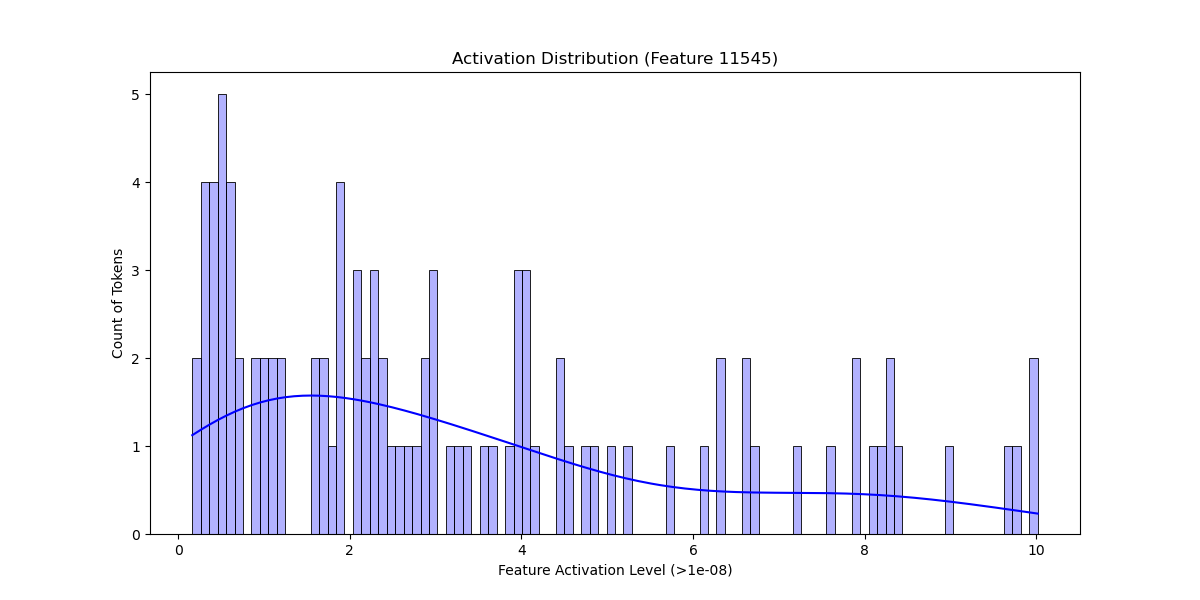 Activation Distribution (Feature 11545)
5
4
3
2
1
0
Count of Tokens
0 2 4 6 8 10
Feature Activation Level (>1e-08)